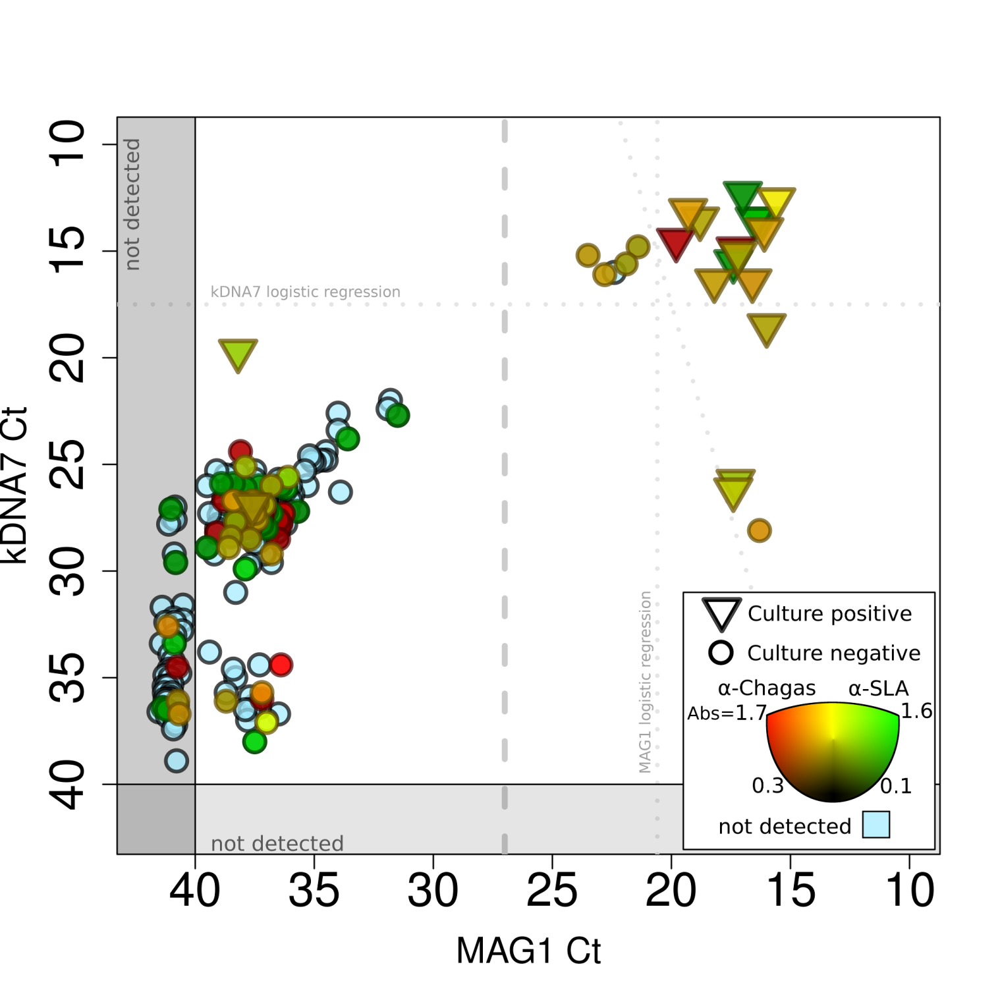 10
15
20
25
30
35
40
kDNA7 Ct
not detected
kDNA7 logistic regression
MAG1 logistic regression
Culture positive
Culture negative
α-Chagas α-SLA
Abs=1.7 1.6
0.3 0.1
not detected
not detected
40 35 30 25 20 15 10
MAG1 Ct